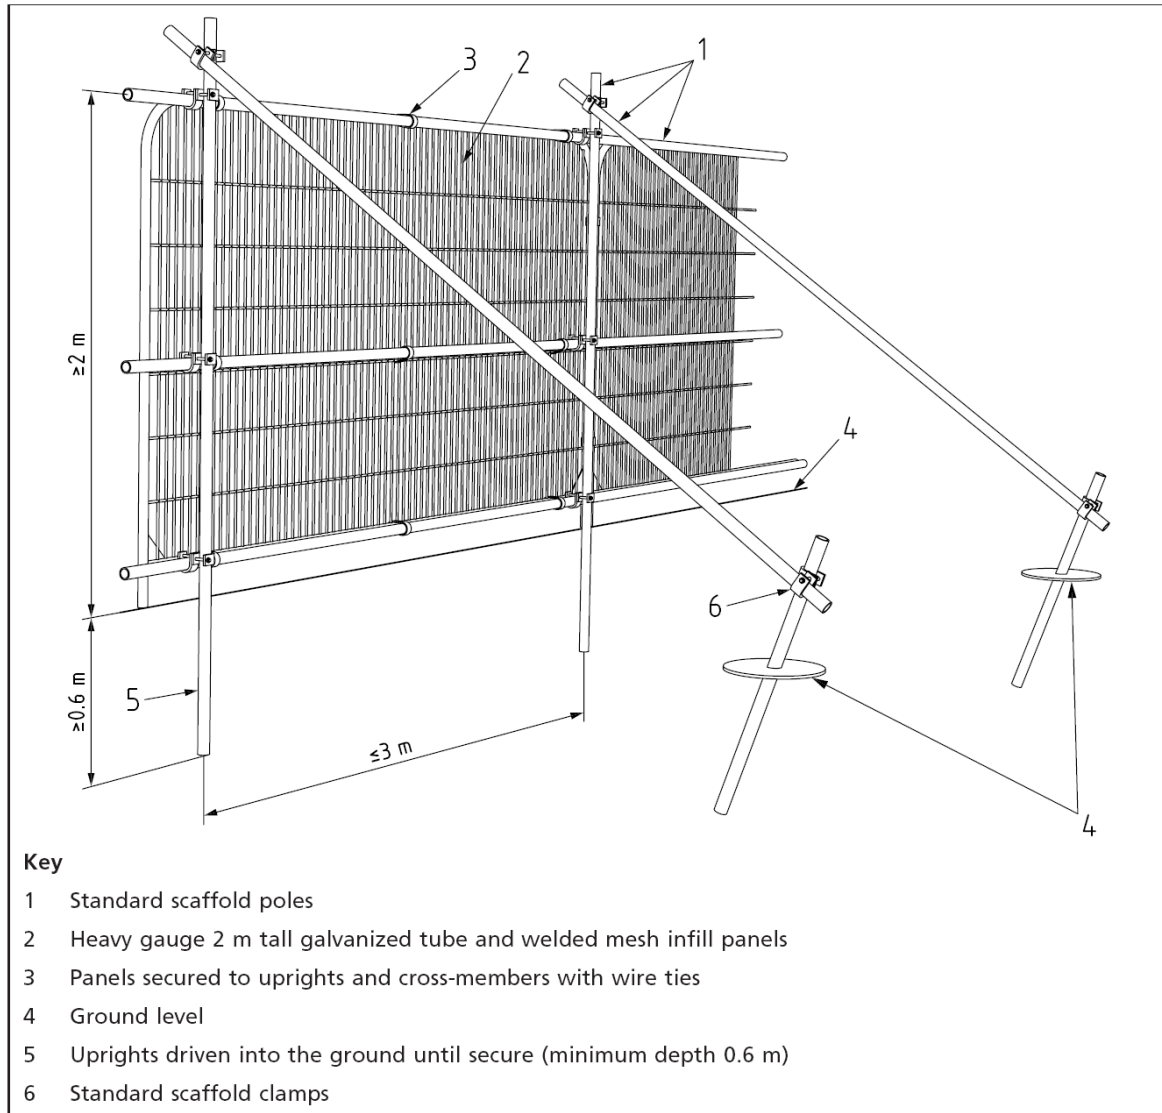 3
2
1
≥2 m
4
6
5
≥0.6 m
≤3 m
4
Key
1 Standard scaffold poles
2 Heavy gauge 2 m tall galvanized tube and welded mesh infill panels
3 Panels secured to uprights and cross-members with wire ties
4 Ground level
5 Uprights driven into the ground until secure (minimum depth 0.6 m)
6 Standard scaffold clamps